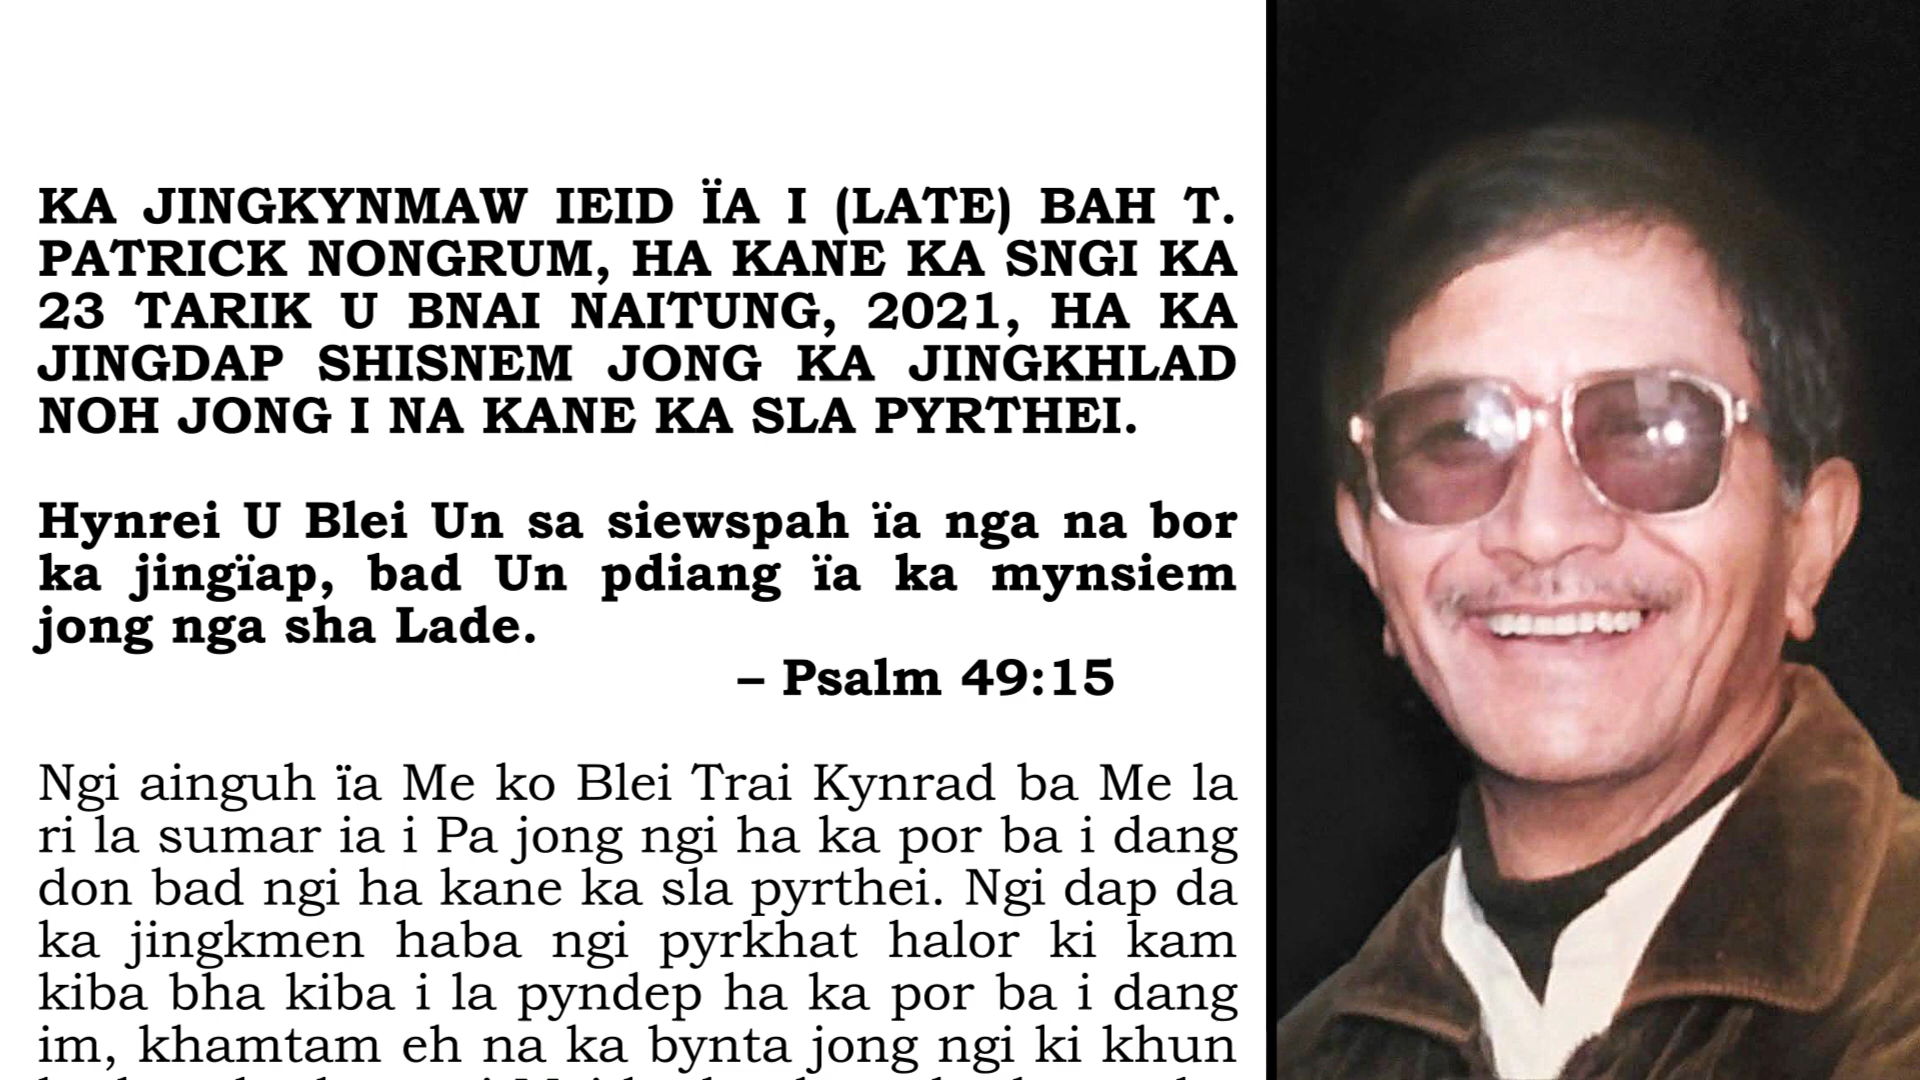 KA JINGKYNMAW IEID ÏA I (LATE) BAH T.
PATRICK NONGRUM, HA KANE KA SNGI KA
23 TARIK U BNAI NAITUNG, 2021, HA KA
JINGDAP SHISNEM JONG KA JINGKHLAD
NOH JONG I NA KANE KA SLA PYRTHEI.
Hynrei U Blei Un sa siewspah ïa nga na bor
ka jingïap, bad Un pdiang ïa ka mynsiem
jong nga sha Lade.
– Psalm 49:15
Ngi ainguh ïa Me ko Blei Trai Kynrad ba Me la
ri la sumar ia i Pa jong ngi ha ka por ba i dang
don bad ngi ha kane ka sla pyrthei. Ngi dap da
ka jingkmen haba ngi pyrkhat halor ki kam
kiba bha kiba i la pyndep ha ka por ba i dang
im, khamtam eh na ka bynta jong ngi ki khun